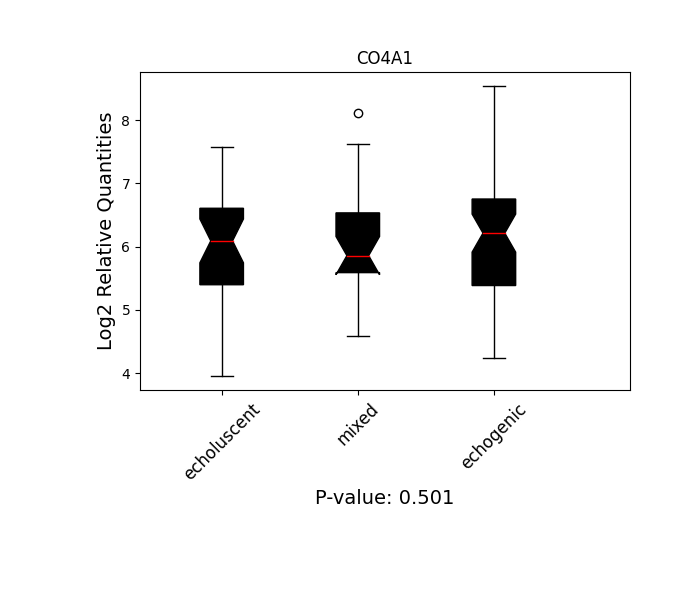 CO4A1
Log2 Relative Quantities
8
7
6
5
4
echoluscent
mixed
echogenic
P-value: 0.501